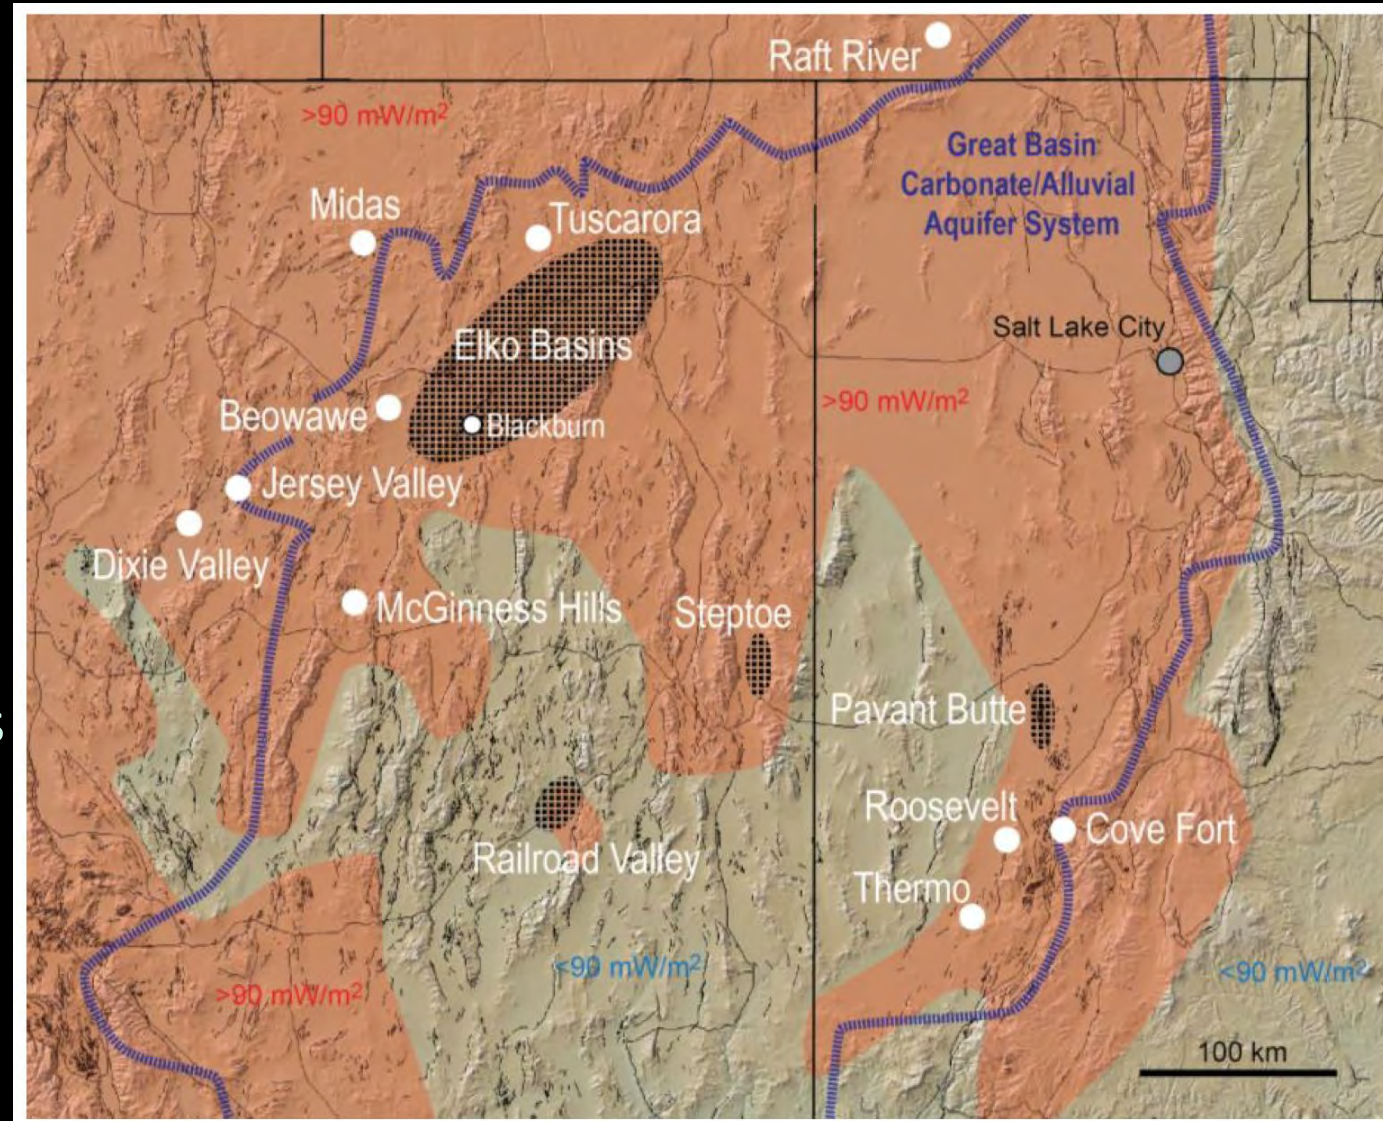 Raft River
>90 mW/m²
Great Basin
Carbonate/Alluvial
Aquifer System
Midas
Tuscarora
Salt Lake City
Elko Basins
>90 mW/m²
Beowawe
Blackburn
Jersey Valley
Dixie Valley
McGinness Hills
Steptoe
Pavant Butte
s
Roosevelt
Cove Fort
Railroad Valley
Thermo
<90 mW/m²
<90 mW/m²
>90 mW/m²
100 km